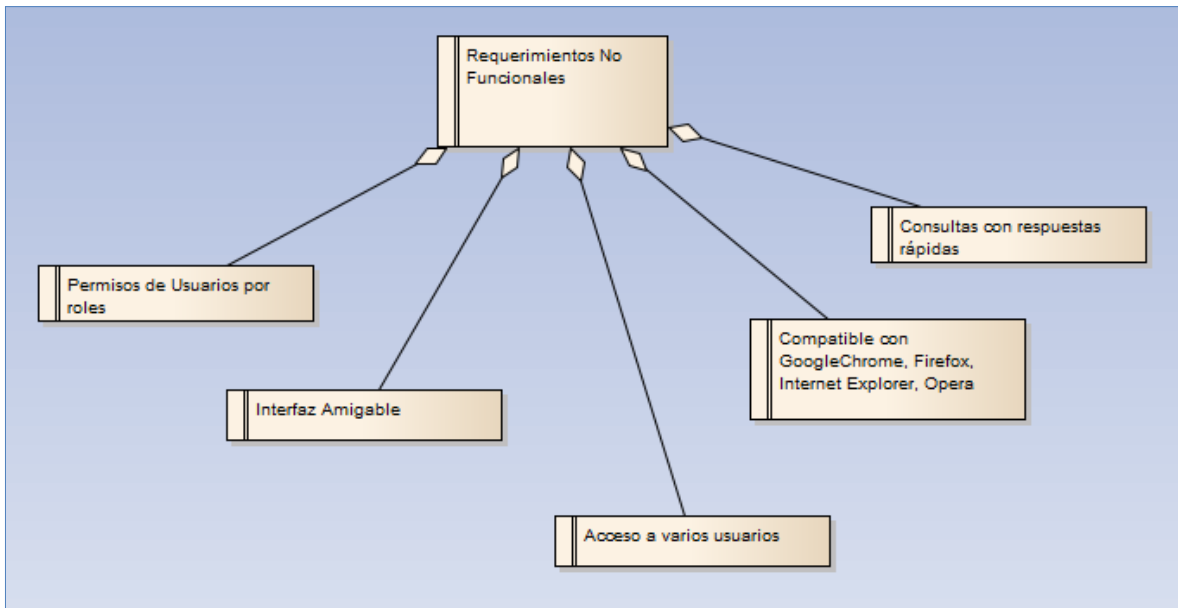 Requerimientos No
Funcionales
Consultas con respuestas
rápidas
Permisos de Usuarios por
roles
Compatible con
GoogleChrome, Firefox,
Internet Explorer, Opera
Interfaz Amigable
Acceso a varios usuarios